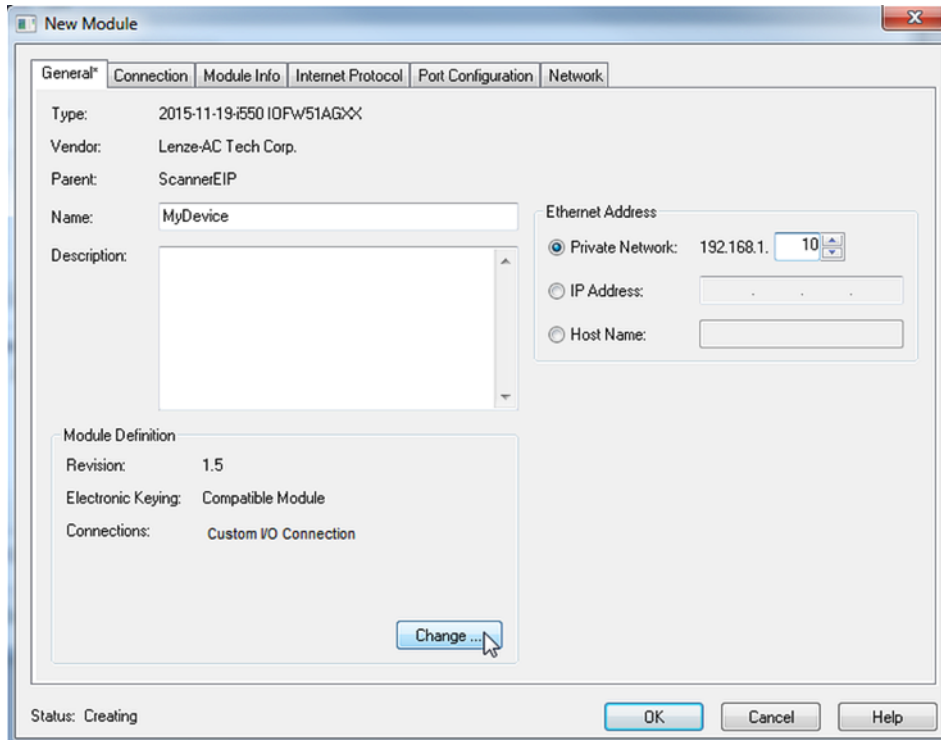 New Module
General* Connection Module Info Internet Protocol Port Configuration Network
Type: 2015-11-19-i550 IOFW51AGXX
Vendor: Lenze-AC Tech Corp.
Parent: ScannerEIP
Name: MyDevice
Description:
Ethernet Address
Private Network: 192.168.1. 10
IP Address: . . .
Host Name:
Module Definition
Revision: 1.5
Electronic Keying: Compatible Module
Connections: Custom I/O Connection
Change ...
Status: Creating
OK Cancel Help